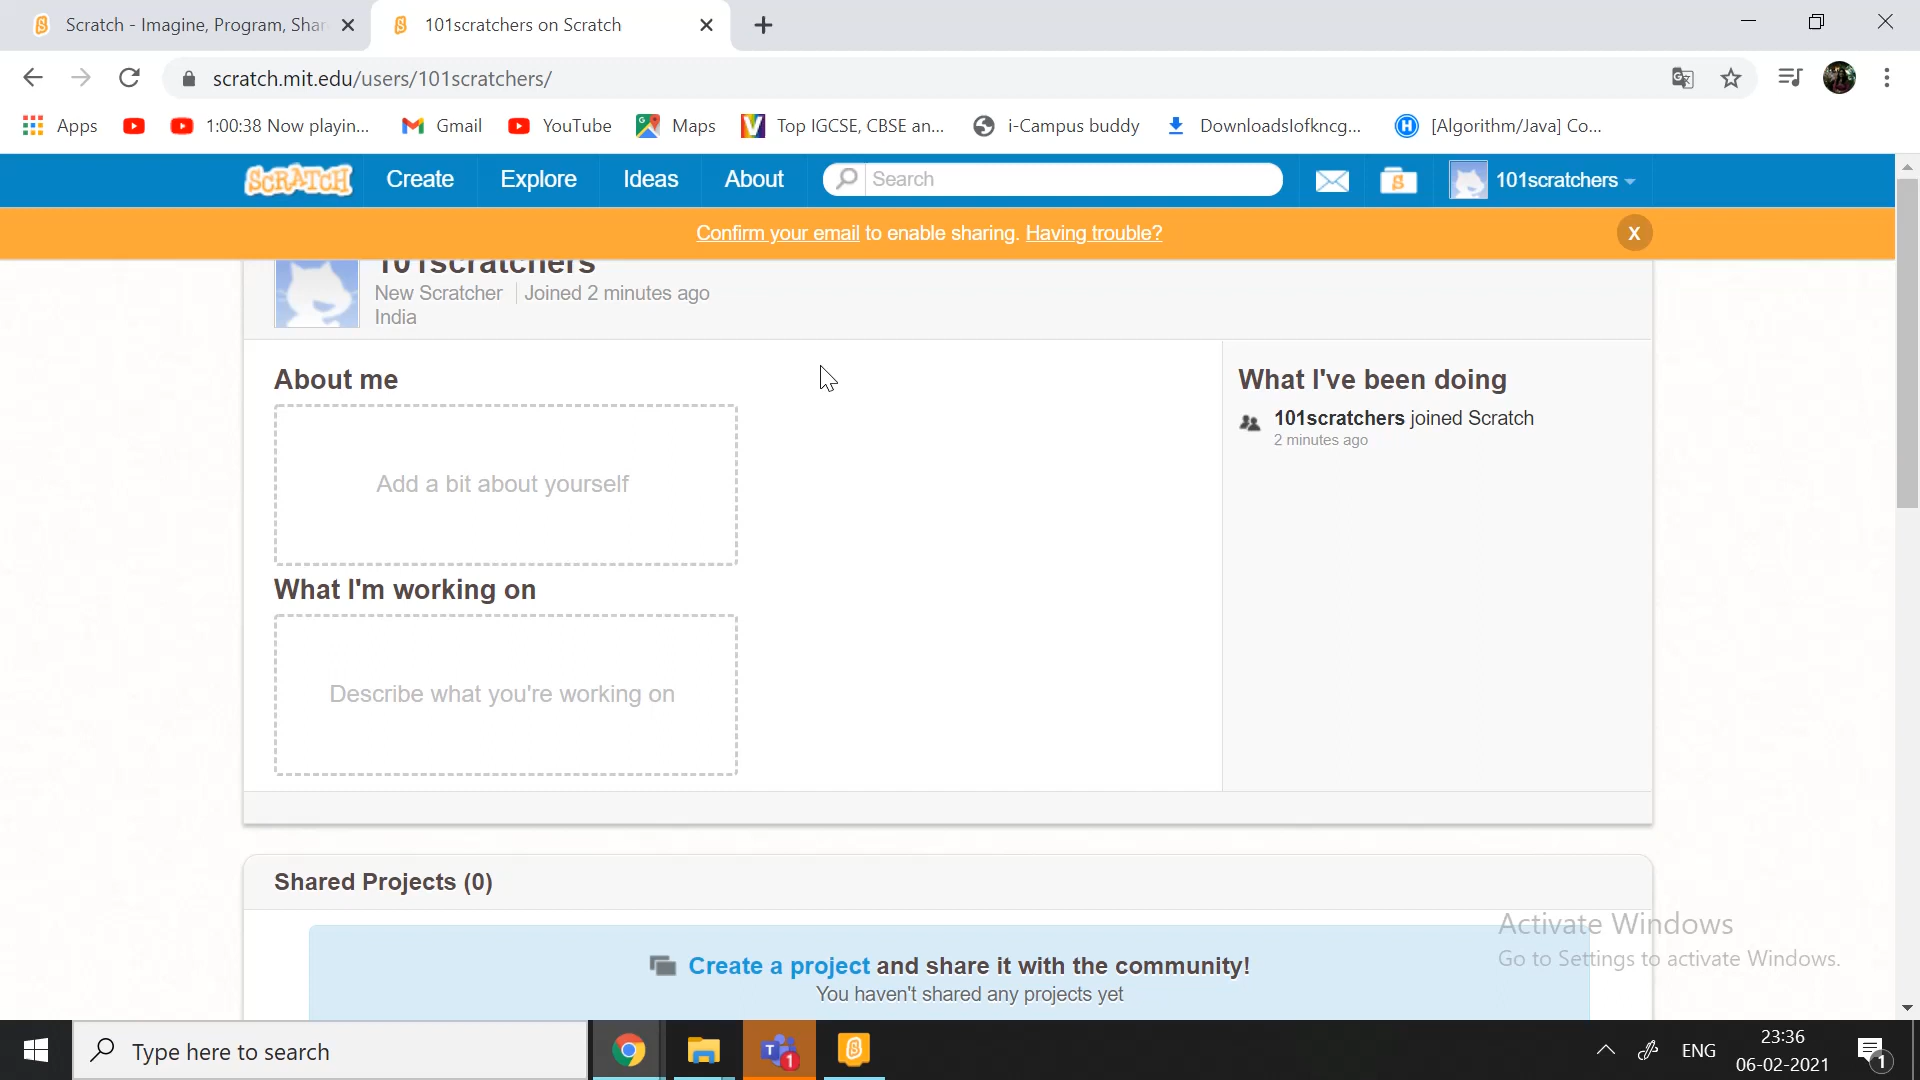 Scratch - Imagine, Program, Shar
101scratchers on Scratch
scratch.mit.edu/users/101scratchers/
Apps
1:00:38 Now playin...
Gmail
YouTube
Maps
Top IGCSE, CBSE an...
i-Campus buddy
Downloadslofkncg...
[Algorithm/Java] Co...
SCRATCH
Create
Explore
Ideas
About
Search
101scratchers
Confirm your email to enable sharing. Having trouble?
X
101scratchers
New Scratcher
Joined 2 minutes ago
India
About me
Add a bit about yourself
What I'm working on
Describe what you're working on
What I've been doing
101scratchers joined Scratch
2 minutes ago
Shared Projects (0)
Create a project and share it with the community!
You haven't shared any projects yet
Activate Windows
Go to Settings to activate Windows.
Type here to search
1
ENG
23:36
06-02-2021
1